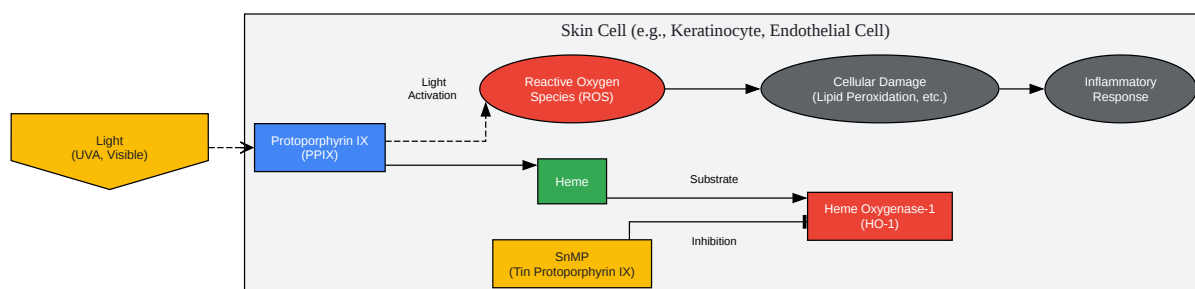 Skin Cell (e.g., Keratinocyte, Endothelial Cell)
Light
(UVA, Visible)
Protoporphyrin IX
(PPIX)
Light
Activation
Reactive Oxygen
Species (ROS)
Cellular Damage
(Lipid Peroxidation, etc.)
Inflammatory
Response
Heme
Substrate
Heme Oxygenase-1
(HO-1)
Inhibition
SnMP
(Tin Protoporphyrin IX)